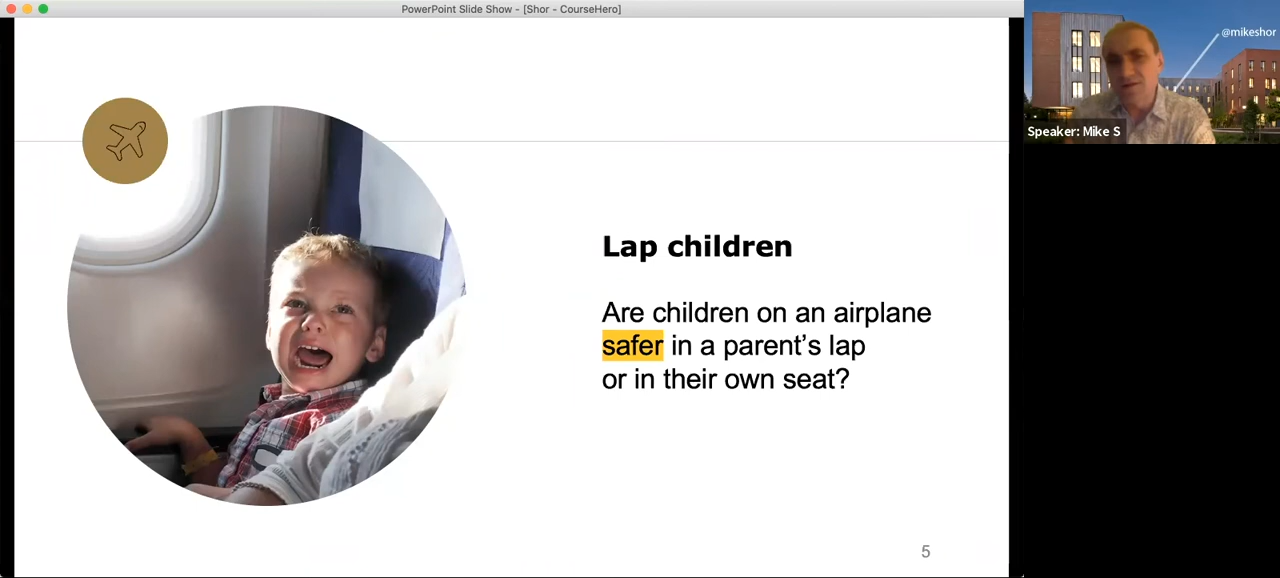 PowerPoint Slide Show - [Shor - CourseHero]
@mikeshor
Speaker: Mike S
Lap children
Are children on an airplane
safer in a parent's lap
or in their own seat?
5